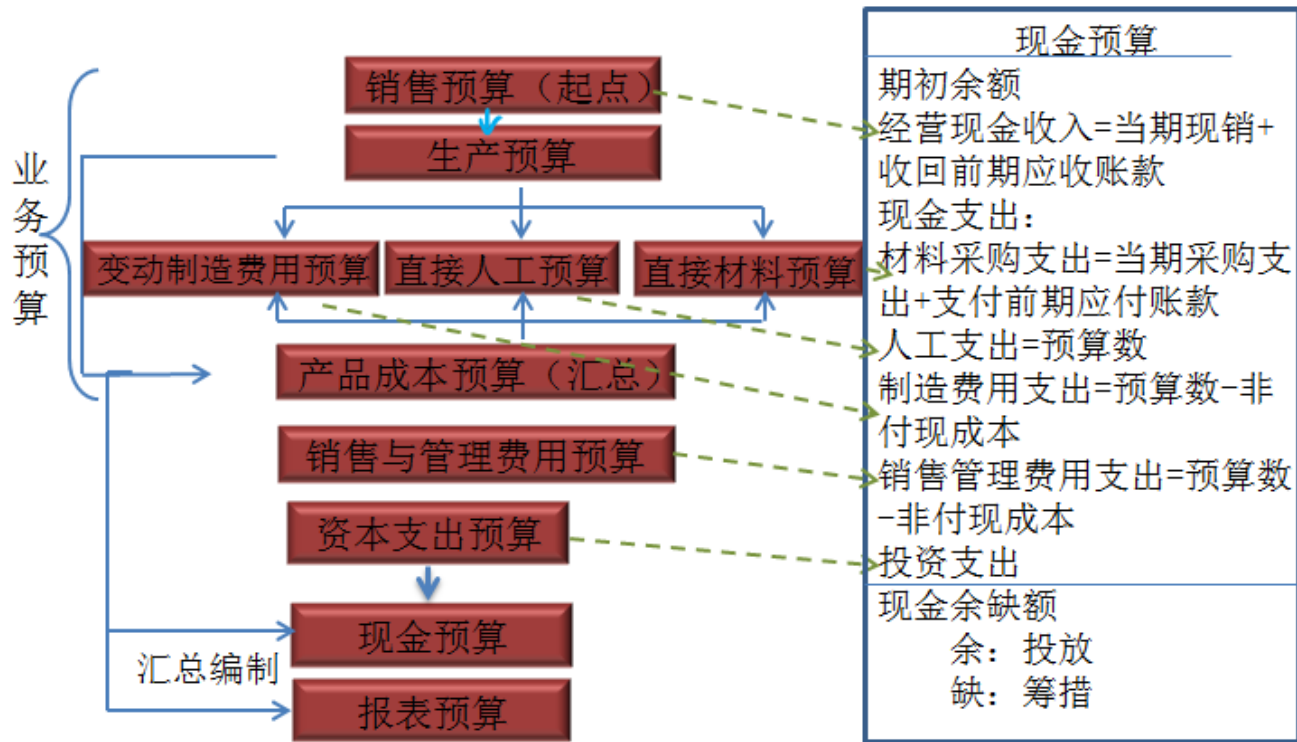 业
务
预
算
销售预算（起点）
生产预算
变动制造费用预算
直接人工预算
直接材料预算
产品成本预算（汇总）
销售与管理费用预算
资本支出预算
现金预算
汇总编制
报表预算
现金预算
期初余额
经营现金收入=当期现销+
收回前期应收账款
现金支出：
材料采购支出=当期采购支
出+支付前期应付账款
人工支出=预算数
制造费用支出=预算数-非
付现成本
销售管理费用支出=预算数
-非付现成本
投资支出
现金余缺额
余：投放
缺：筹措